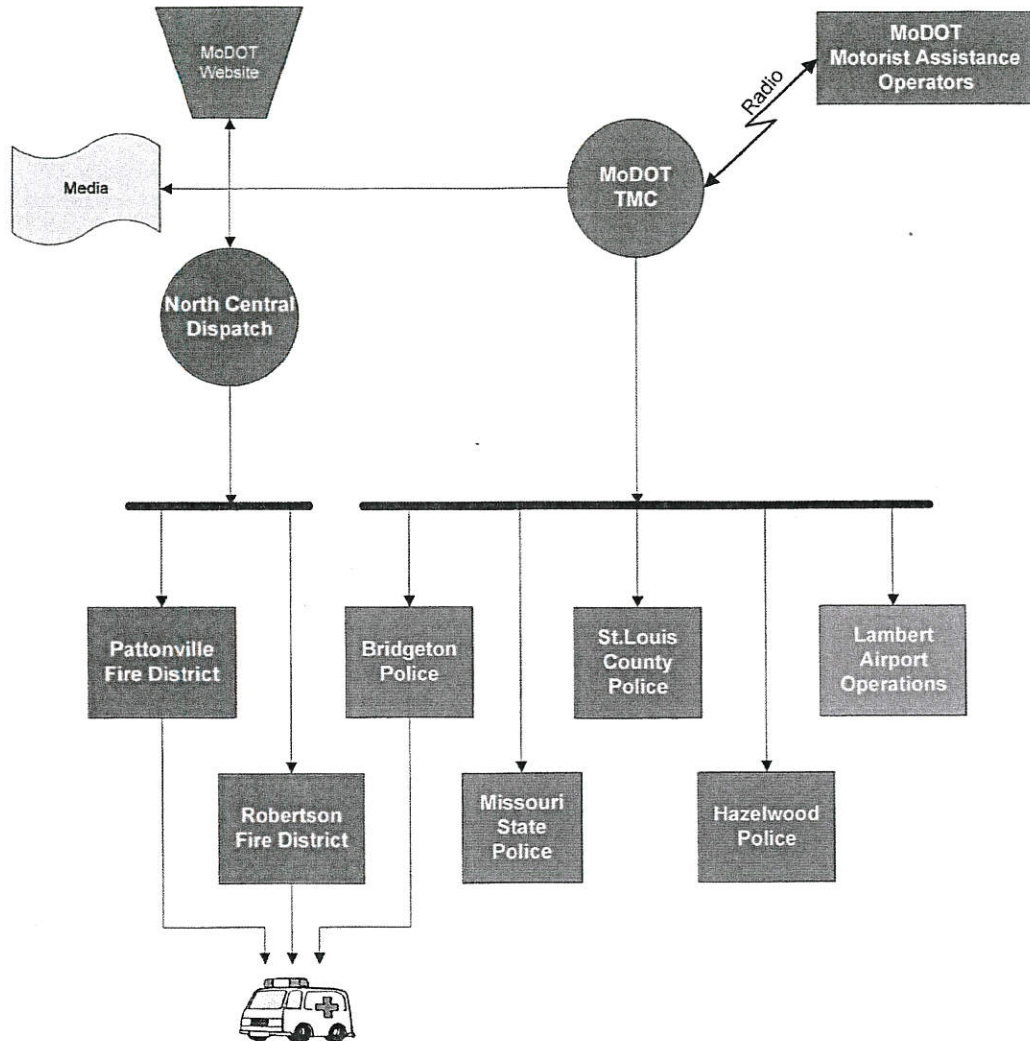 MoDOT
Website
MoDOT
Motorist Assistance
Operators
Radio
Media
MoDOT
TMC
North Central
Dispatch
Pattonville
Fire District
Bridgeton
Police
St.Louis
County
Police
Lambert
Airport
Operations
Robertson
Fire District
Missouri
State
Police
Hazelwood
Police